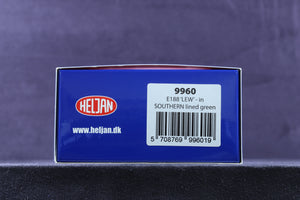 HELJAN
www.heljan.dk
9960
E188 'LEW' - in
SOUTHERN lined green
5 708769 996019